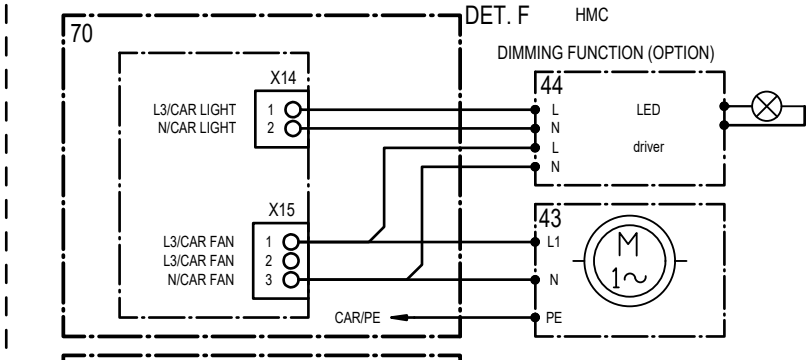 DET. F HMC
70
DIMMING FUNCTION (OPTION)
X14
44
L3/CAR LIGHT 1 L LED
N/CAR LIGHT 2 N
L driver
N
X15
43
L3/CAR FAN 1 L1 M
L3/CAR FAN 2
N/CAR FAN 3 N 1~
CAR/PE PE